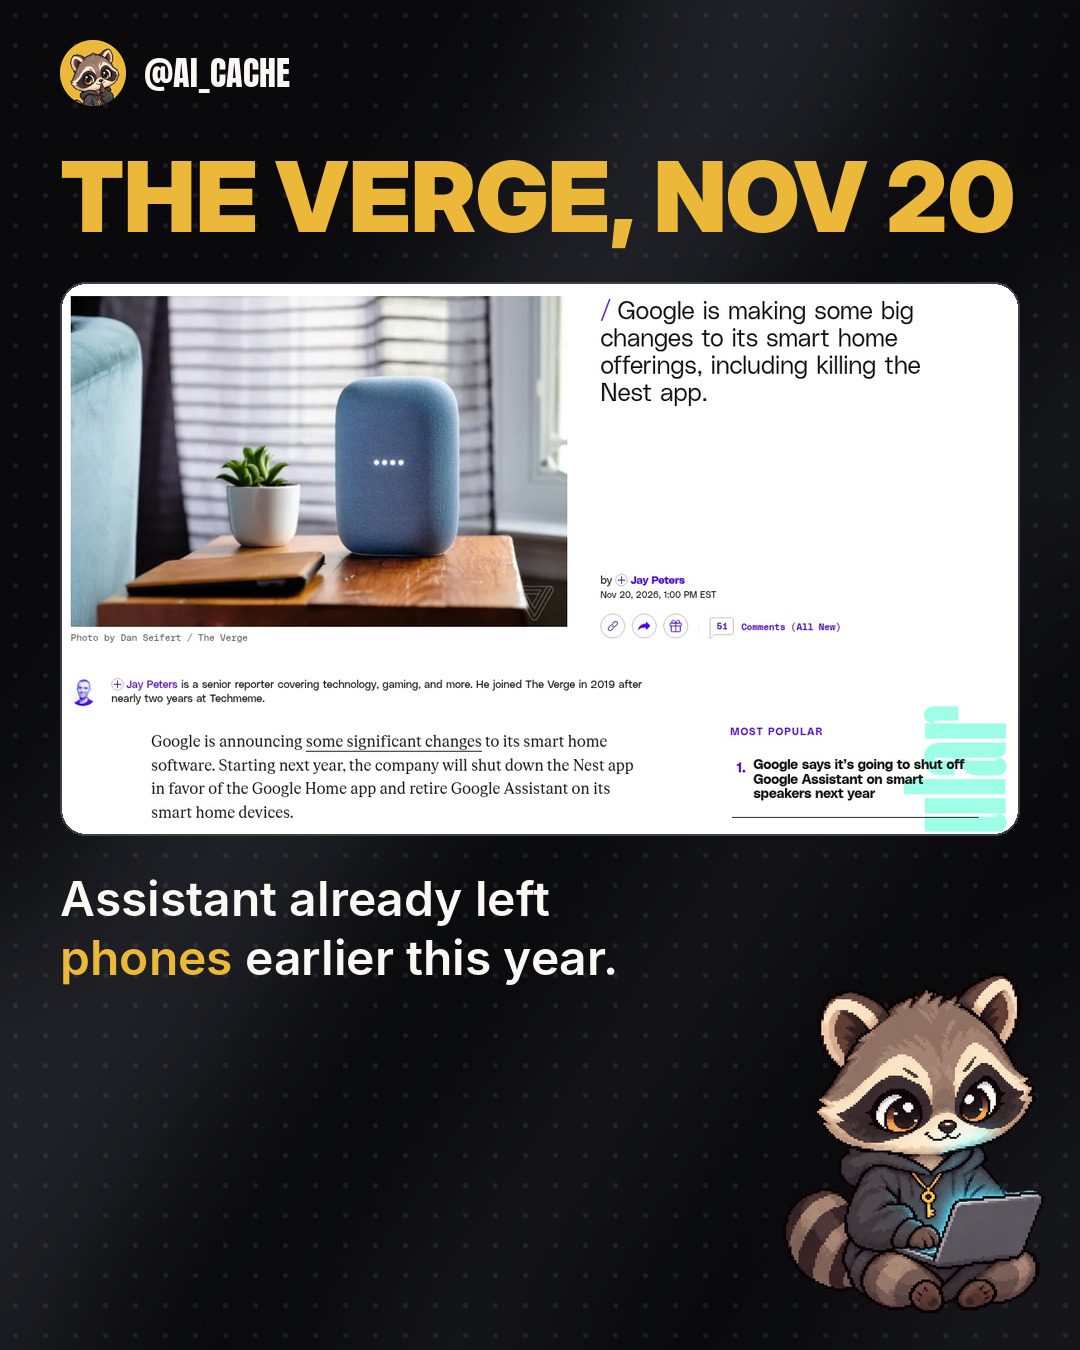 @AI_CACHE
THE VERGE, NOV 20
/ Google is making some big
changes to its smart home
offerings, including killing the
Nest app.
by Jay Peters
Nov 20, 2026, 1:00 PM EST
51 Comments (All New)
Photo by Dan Seifert / The Verge
Jay Peters is a senior reporter covering technology, gaming, and more. He joined The Verge in 2019 after
nearly two years at Techmeme.
Google is announcing some significant changes to its smart home
software. Starting next year, the company will shut down the Nest app
in favor of the Google Home app and retire Google Assistant on its
smart home devices.
MOST POPULAR
1. Google says it's going to shut off
Google Assistant on smart
speakers next year
Assistant already left
phones earlier this year.